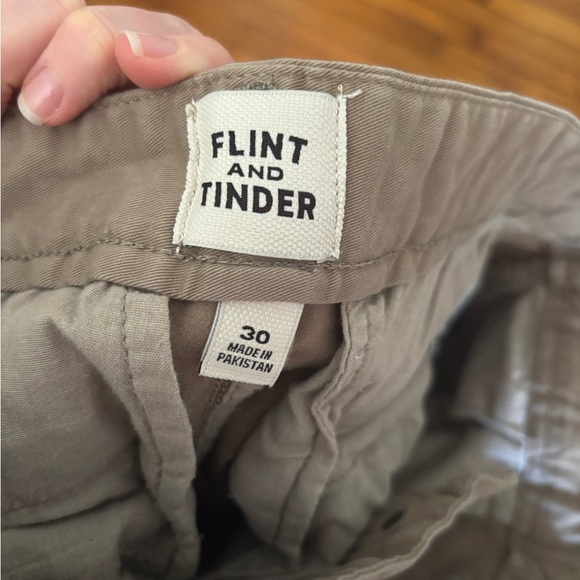 FLINT
AND
TINDER
30
MADE IN
PAKISTAN